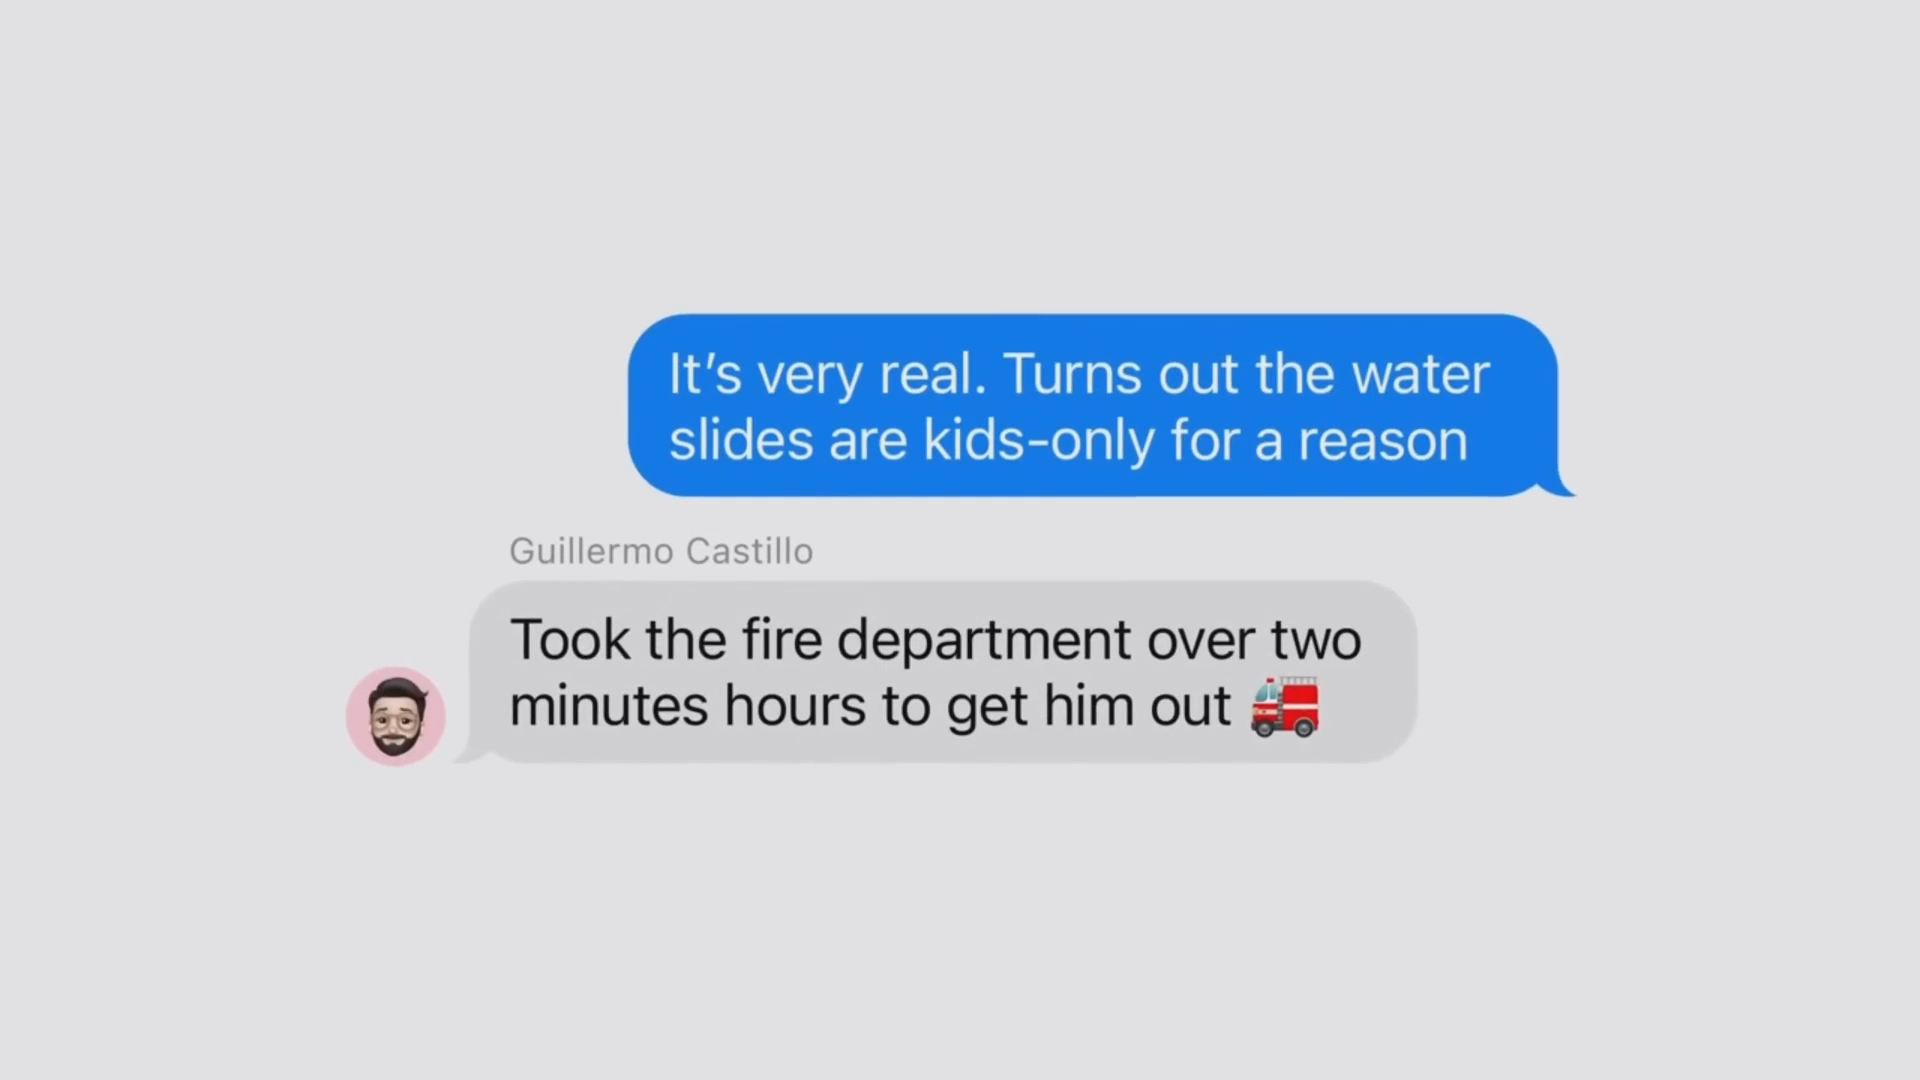 It’s very real. Turns out the water
slides are kids-only for a reason
Guillermo Castillo
Took the fire department over two
minutes hours to get him out 🚒